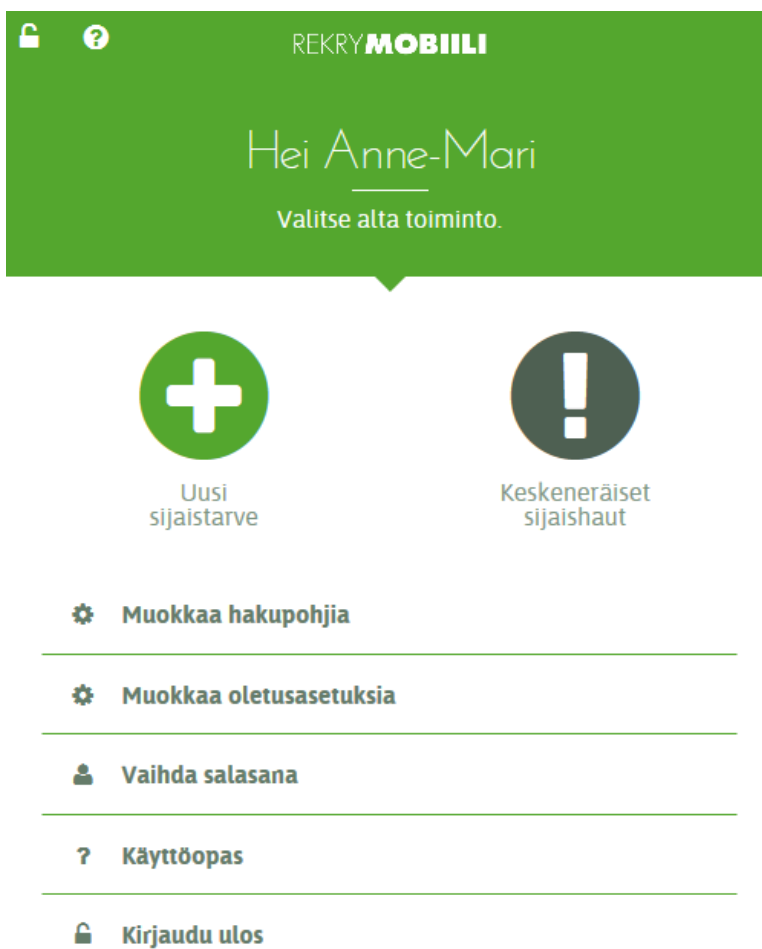 REKRYMOBIILI
Hei Anne-Mari
Valitse alta toiminto.
Uusi
sijaistarve
Keskeneräiset
sijaishaut
Muokkaa hakupohjia
Muokkaa oletusasetuksia
Vaihda salasana
? Käyttöopas
Kirjaudu ulos